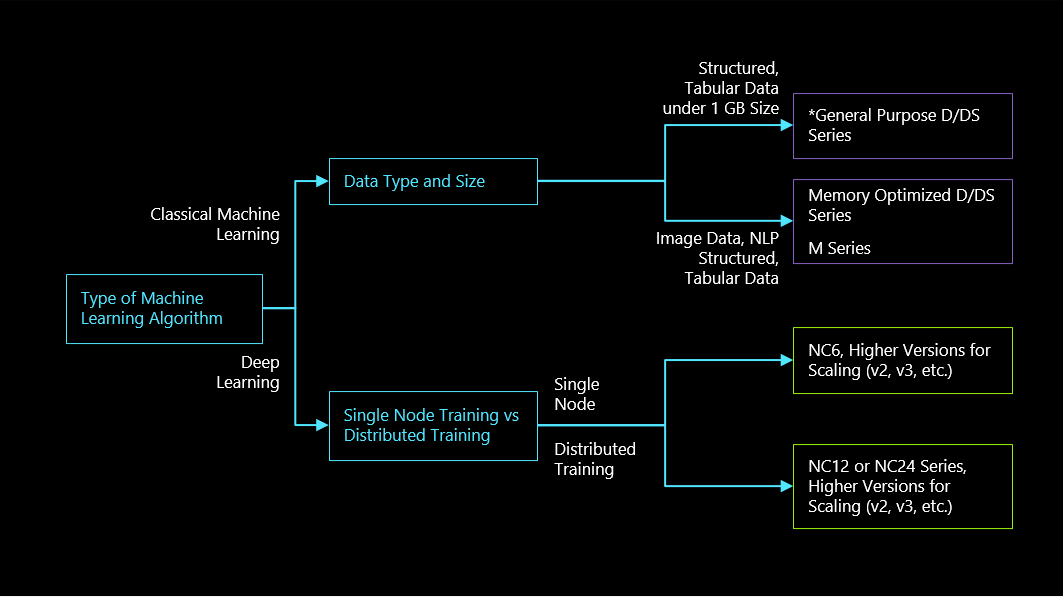 Structured,
Tabular Data
under 1 GB Size
*General Purpose D/DS
Series
Data Type and Size
Memory Optimized D/DS
Series
M Series
Classical Machine
Learning
Image Data, NLP
Structured,
Tabular Data
Type of Machine
Learning Algorithm
Deep
Learning
NC6, Higher Versions for
Scaling (v2, v3, etc.)
Single
Node
Single Node Training vs
Distributed Training
Distributed
Training
NC12 or NC24 Series,
Higher Versions for
Scaling (v2, v3, etc.)